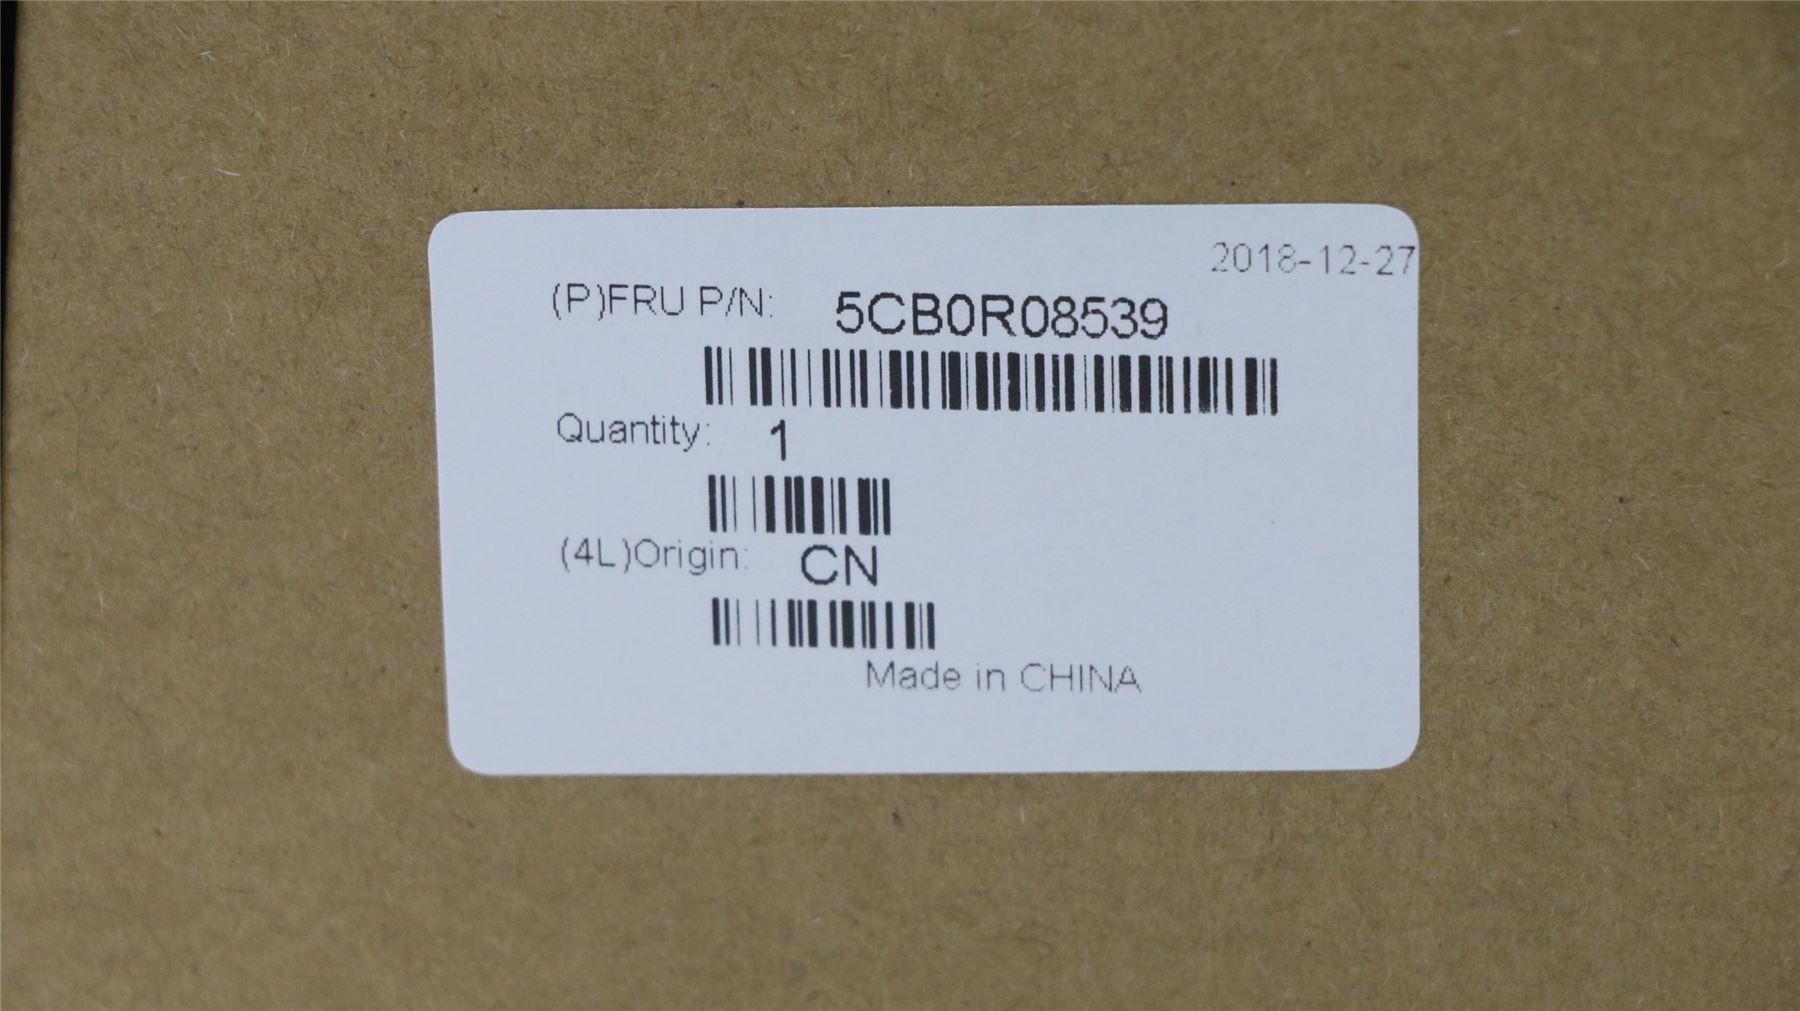 2018-12-27
(P)FRU P/N: 5CB0R08539
Quantity: 1
(4L)Origin: CN
Made in CHINA